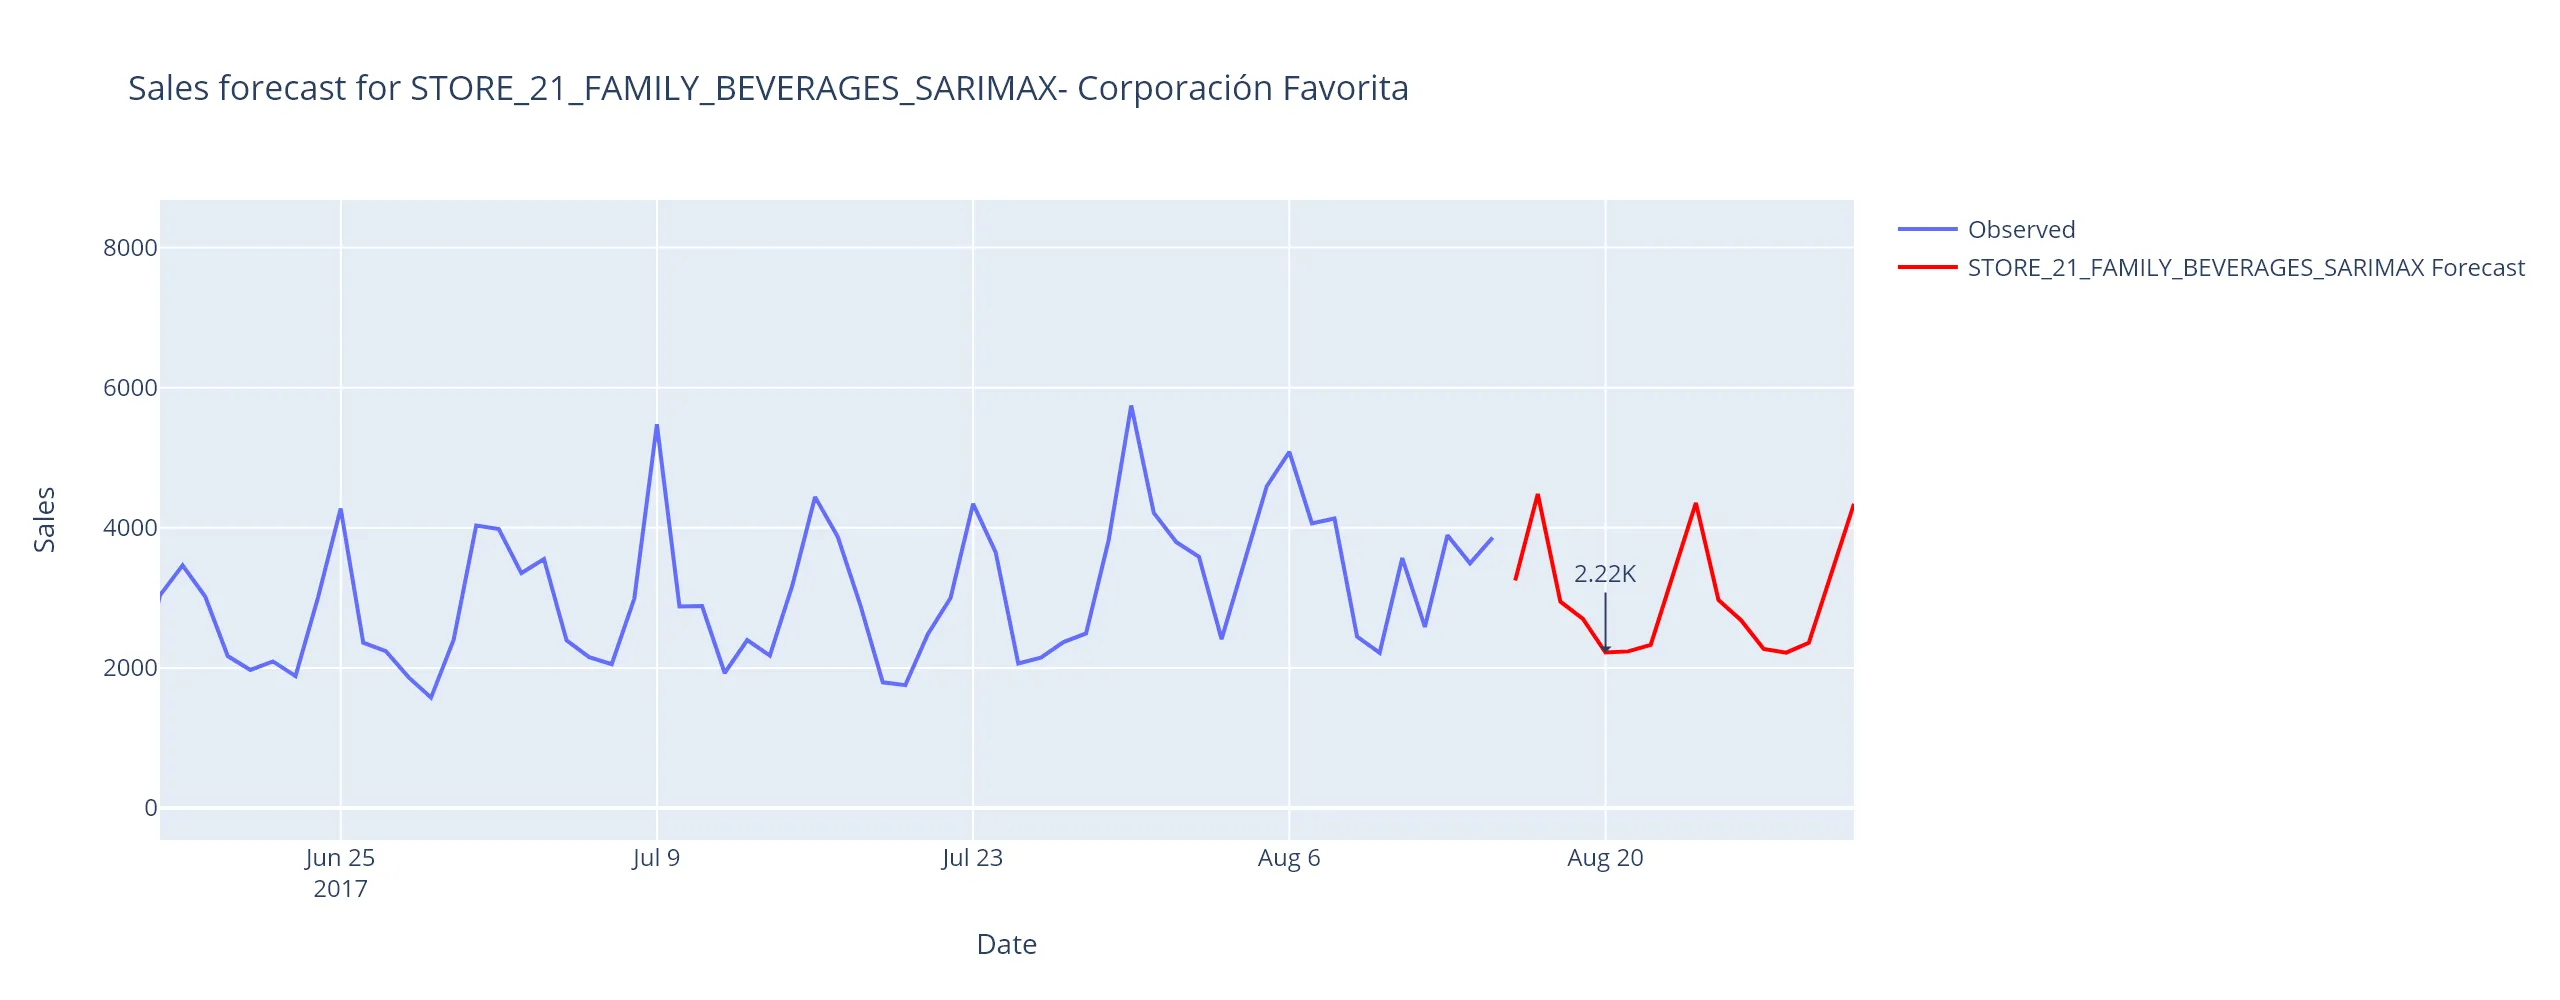 Sales forecast for STORE_21_FAMILY_BEVERAGES_SARIMAX- Corporación Favorita
Observed
STORE_21_FAMILY_BEVERAGES_SARIMAX Forecast
8000
6000
4000
2000
0
Sales
2.22K
Jun 25
2017
Jul 9
Jul 23
Aug 6
Aug 20
Date